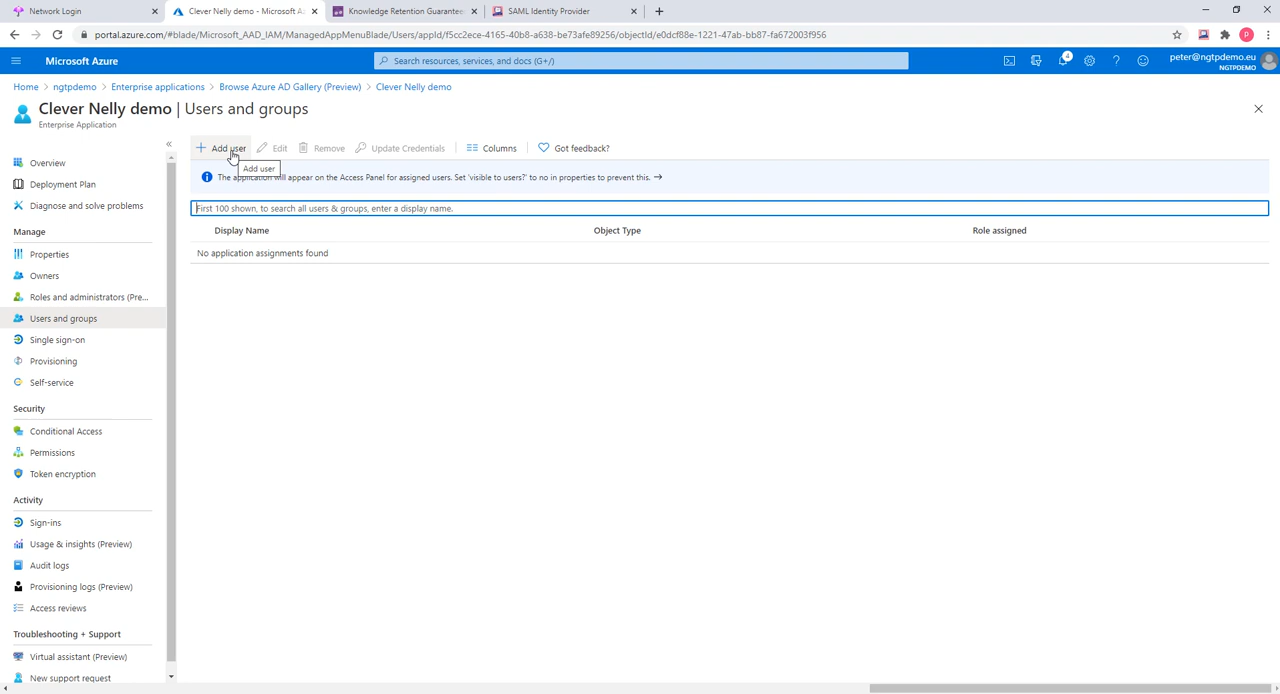 Network Login
Clever Nelly demo - Microsoft Az
Knowledge Retention Guarantee
SAML Identity Provider
portal.azure.com/#blade/Microsoft_AAD_IAM/ManagedAppMenuBlade/Users/appId/f5cc2ece-4165-40b8-a638-be73afe89256/objectId/e0dcf88e-1221-47ab-bb87-fa672003f956
P
Microsoft Azure
Search resources, services, and docs (G+/)
4
peter@ngtpdemo.eu
NGTPDEMO
Home > ngtpdemo > Enterprise applications > Browse Azure AD Gallery (Preview) > Clever Nelly demo
Clever Nelly demo | Users and groups
Enterprise Application
Overview
Deployment Plan
Diagnose and solve problems
Manage
Properties
Owners
Roles and administrators (Pre...
Users and groups
Single sign-on
Provisioning
Self-service
Security
Conditional Access
Permissions
Token encryption
Activity
Sign-ins
Usage & insights (Preview)
Audit logs
Provisioning logs (Preview)
Access reviews
Troubleshooting + Support
Virtual assistant (Preview)
New support request
Add user
Edit
Remove
Update Credentials
Columns
Got feedback?
Add user
The application will appear on the Access Panel for assigned users. Set 'visible to users?' to no in properties to prevent this. →
First 100 shown, to search all users & groups, enter a display name.
Display Name Object Type Role assigned
No application assignments found